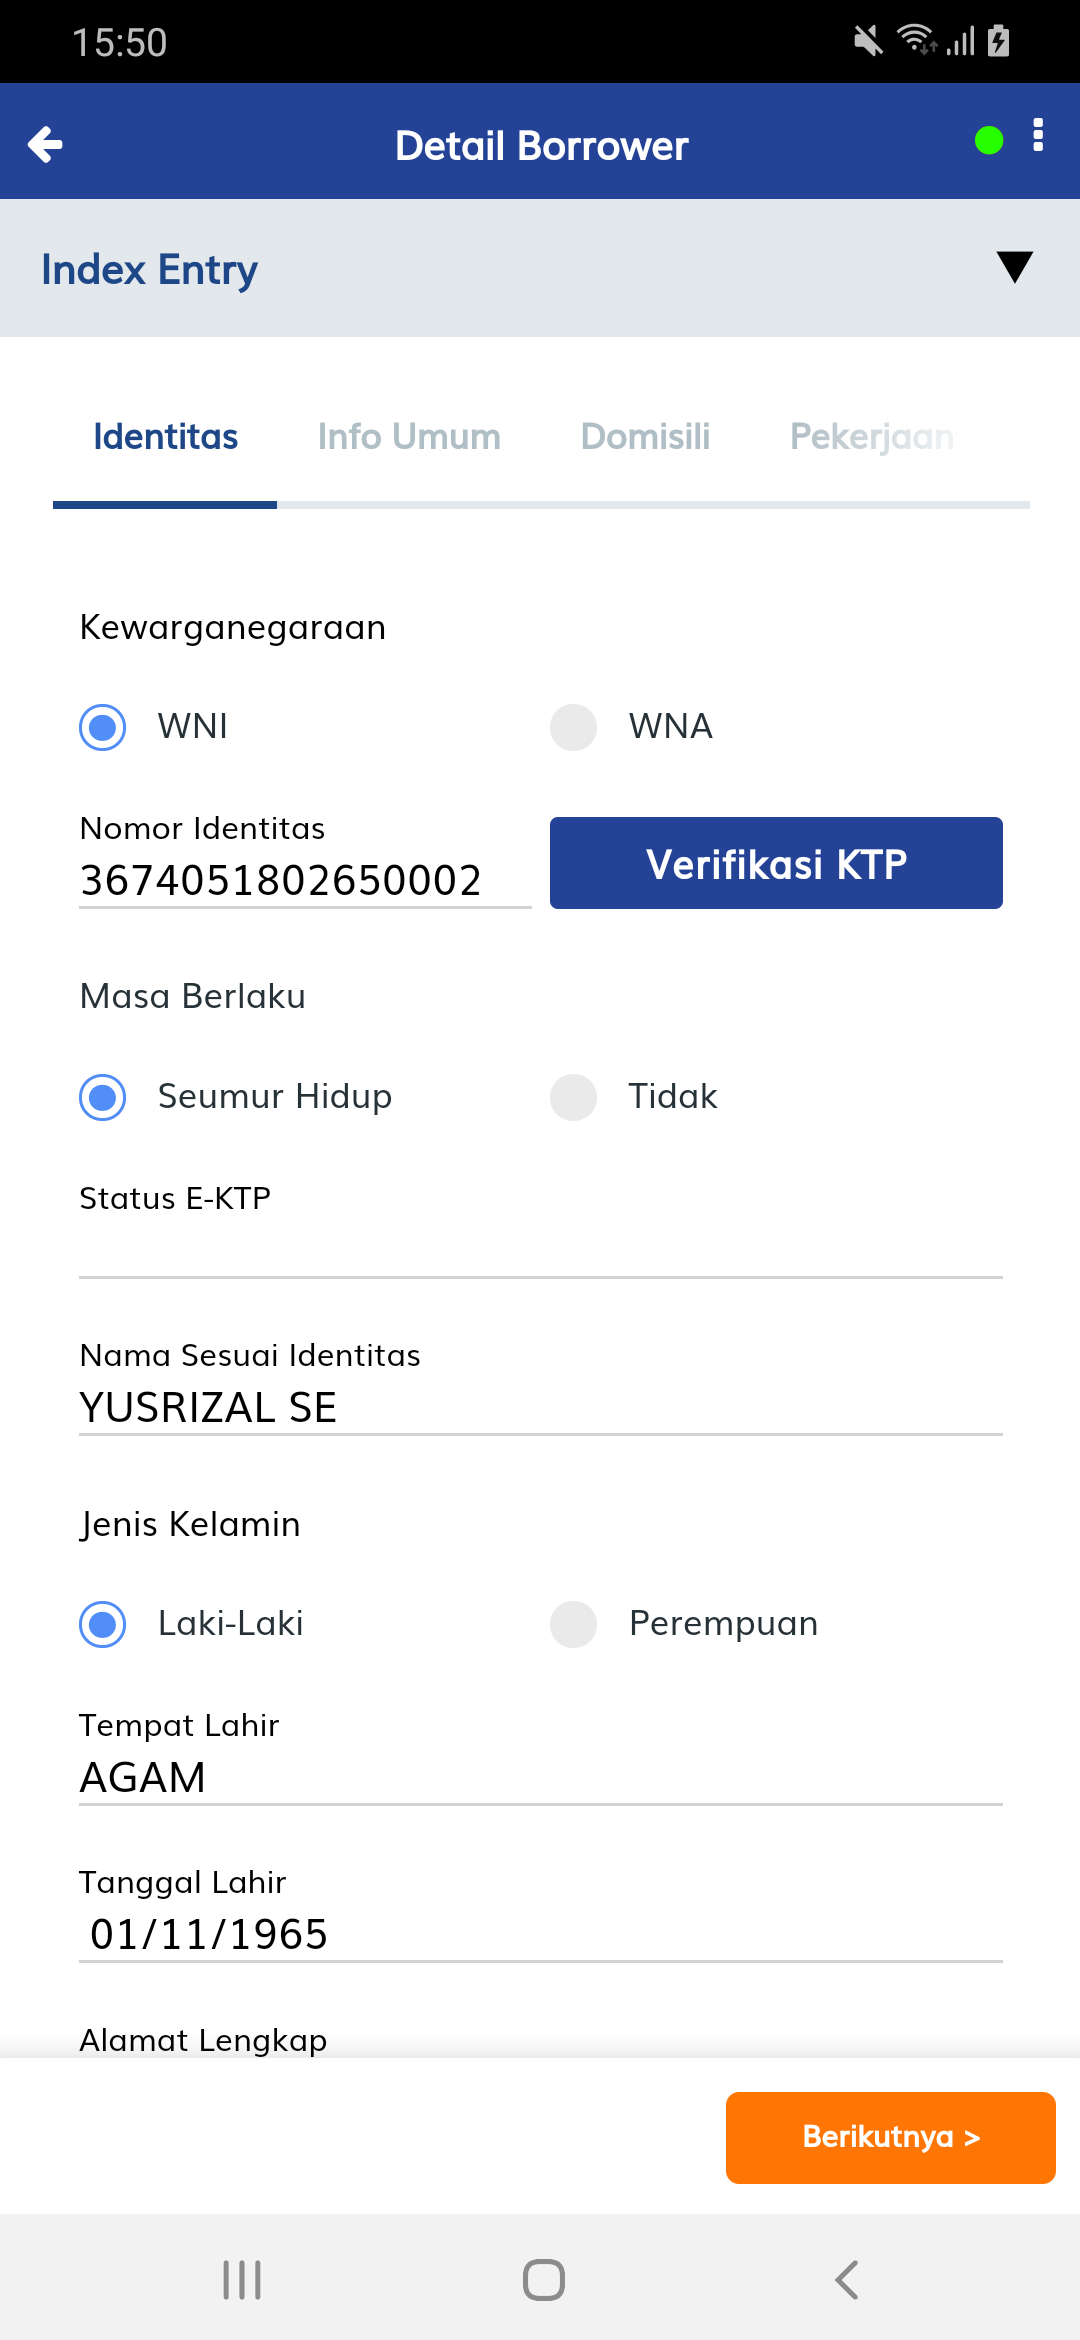 15:50
Detail Borrower
Index Entry
Identitas Info Umum Domisili Pekerjaan
Kewarganegaraan
WNI WNA
Nomor Identitas
3674051802650002
Verifikasi KTP
Masa Berlaku
Seumur Hidup Tidak
Status E-KTP
Nama Sesuai Identitas
YUSRIZAL SE
Jenis Kelamin
Laki-Laki Perempuan
Tempat Lahir
AGAM
Tanggal Lahir
01/11/1965
Alamat Lengkap
Berikutnya >